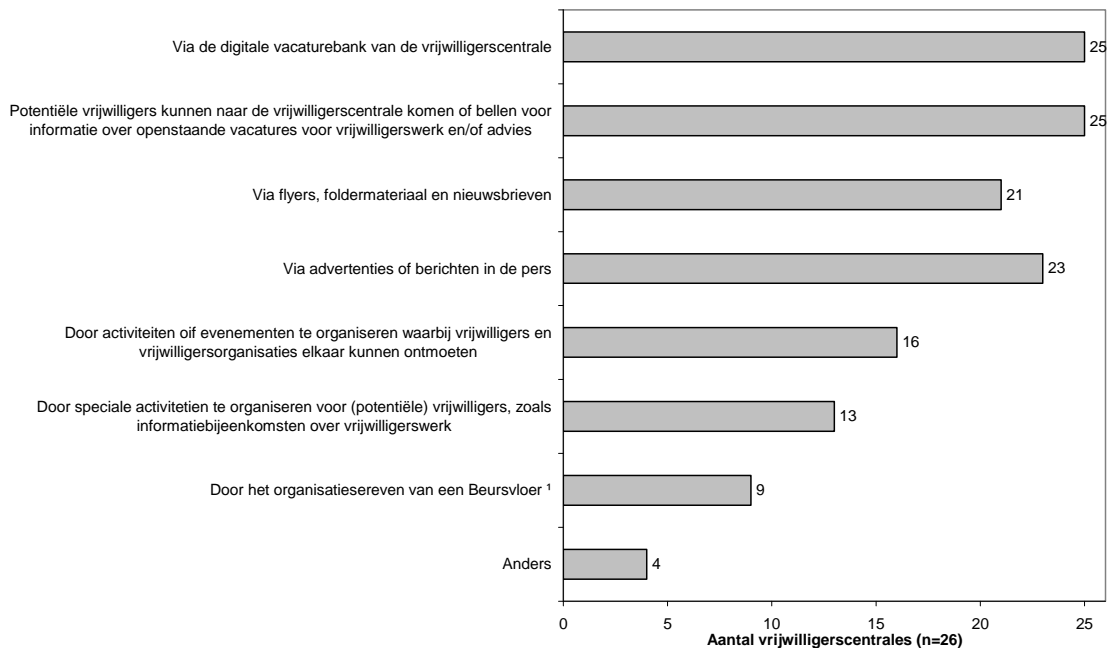 Via de digitale vacaturebank van de vrijwilligerscentrale
25
Potentiële vrijwilligers kunnen naar de vrijwilligerscentrale komen of bellen voor
informatie over openstaande vacatures voor vrijwilligerswerk en/of advies
25
Via flyers, foldermateriaal en nieuwsbrieven
21
Via advertenties of berichten in de pers
23
Door activiteiten oif evenementen te organiseren waarbij vrijwilligers en
vrijwilligersorganisaties elkaar kunnen ontmoeten
16
Door speciale activitetien te organiseren voor (potentiële) vrijwilligers, zoals
informatiebijeenkomsten over vrijwilligerswerk
13
Door het organisatiesereven van een Beursvloer ¹
9
Anders
4
0 5 10 15 20 25
Aantal vrijwilligerscentrales (n=26)